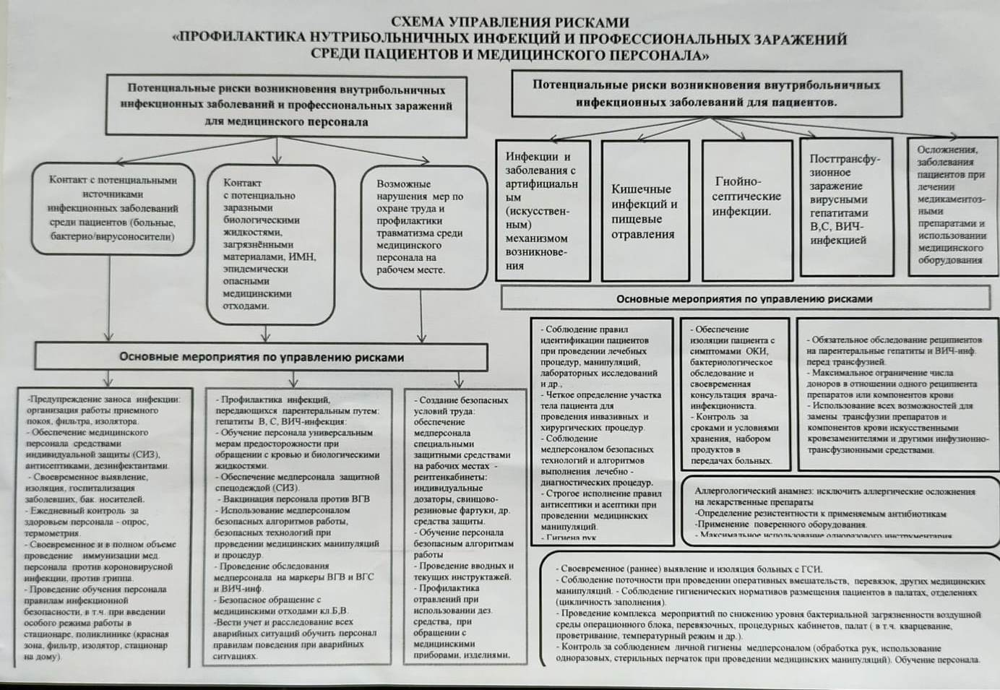 СХЕМА УПРАВЛЕНИЯ РИСКАМИ
«ПРОФИЛАКТИКА НУТРИБОЛЬНИЧНЫХ ИНФЕКЦИЙ И ПРОФЕССИОНАЛЬНЫХ ЗАРАЖЕНИЙ
СРЕДИ ПАЦИЕНТОВ И МЕДИЦИНСКОГО ПЕРСОНАЛА»
Потенциальные риски возникновения внутрибольничных
инфекционных заболеваний и профессиональных заражений
для медицинского персонала
Контакт с потенциальными
источниками
инфекционных заболеваний
среди пациентов (больные,
бактерио/вирусоносители)
Контакт
с потенциально
заразными
биологическими
жидкостями,
загрязнёнными
материалами, ИМН,
эпидемически
опасными
медицинскими
отходами.
Возможные
нарушения мер по
охране труда и
профилактики
травматизма среди
медицинского
персонала на
рабочем месте.
Основные мероприятия по управлению рисками
-Предупреждение заноса инфекции:
организация работы приемного
покоя, фильтра, изолятора.
- Обеспечение медицинского
персонала средствами
индивидуальной защиты (СИЗ),
антисептиками, дезинфектантами.
- Своевременное выявление,
изоляция, госпитализация
заболевших, бак. носителей.
- Ежедневный контроль за
здоровьем персонала - опрос,
термометрия.
- Своевременное и в полном объеме
проведение иммунизации мед.
персонала против короновирусной
инфекции, против гриппа.
- Проведение обучения персонала
правилам инфекционной
безопасности, в т.ч. при введении
особого режима работы в
стационаре, поликлинике (красная
зона, фильтр, изолятор, стационар
на дому).
- Профилактика инфекций,
передающихся парентеральным путем:
гепатиты В, С, ВИЧ-инфекция:
- Обучение персонала универсальным
мерам предосторожности при
обращении с кровью и биологическими
жидкостями.
- Обеспечение медперсонала защитной
спецодеждой (СИЗ).
- Вакцинация персонала против ВГВ
- Использование медперсоналом
безопасных алгоритмов работы,
безопасных технологий при
проведении медицинских манипуляций
и процедур.
- Проведение обследования
медперсонала на маркеры ВГВ и ВГС
и ВИЧ-инф.
- Безопасное обращение с
медицинскими отходами кл.Б,В.
-Вести учет и расследование всех
аварийных ситуаций обучить персонал
правилам поведения при аварийных
ситуациях.
- Создание безопасных
условий труда:
обеспечение
медперсонала
специальными
защитными средствами
на рабочих местах -
рентгенкабинеты:
индивидуальные
дозаторы, свинцово-
резиновые фартуки, др.
средства защиты.
- Обучение персонала
безопасным алгоритмам
работы
- Проведение вводных и
текущих инструктажей.
- Профилактика
отравлений при
использовании дез.
средства, при
обращении с
медицинскими
приборами, изделиями.
Потенциальные риски возникновения внутрибольничных
инфекционных заболеваний для пациентов.
Инфекции и
заболевания с
артифициальн
ым
(искусствен-
ным)
механизмом
возникнове-
ния
Кишечные
инфекций и
пищевые
отравления
Гнойно-
септические
инфекции.
Посттрансфу-
зионное
заражение
вирусными
гепатитами
В,С, ВИЧ-
инфекцией
Осложнения,
заболевания
пациентов при
лечении
медикаментоз-
ными
препаратами и
использовании
медицинского
оборудования
Основные мероприятия по управлению рисками
- Соблюдение правил
идентификации пациентов
при проведении лечебных
процедур, манипуляций,
лабораторных исследований
и др.,
- Четкое определение участка
тела пациента для
проведения инвазивных и
хирургических процедур.
- Соблюдение
медперсоналом безопасных
технологий и алгоритмов
выполнения лечебно -
диагностических процедур.
- Строгое исполнение правил
антисептики и асептики при
проведении медицинских
манипуляций.
- Гигиена рук
- Обеспечение
изоляции пациента с
симптомами ОКИ,
бактериологическое
обследование и
своевременная
консультация врача-
инфекциониста.
- Контроль за
сроками и условиями
хранения, набором
продуктов в
передачах больных.
- Обязательное обследование реципиентов
на парентеральные гепатиты и ВИЧ-инф.
перед трансфузией.
- Максимальное ограничение числа
доноров в отношении одного реципиента
препаратов или компонентов крови
- Использование всех возможностей для
замены трансфузии препаратов и
компонентов крови искусственными
кровезаменителями и другими инфузионно-
трансфузионными средствами.
Аллергологический анамнез: исключить аллергические осложнения
на лекарственные препараты
-Определение резистентости к применяемым антибиотикам
-Применение поверенного оборудования.
- Максимальное использование одноразового инструментария
- Своевременное (раннее) выявление и изоляция больных с ГСИ.
- Соблюдение поточности при проведении оперативных вмешательств, перевязок, других медицинских
манипуляций. - Соблюдение гигиенических нормативов размещения пациентов в палатах, отделениях
(цикличность заполнения).
- Проведение комплекса мероприятий по снижению уровня бактериальной загрязненности воздушной
среды операционного блока, перевязочных, процедурных кабинетов, палат ( в т.ч. кварцевание,
проветривание, температурный режим и др.).
- Контроль за соблюдением личной гигиены медперсоналом (обработка рук, использование
одноразовых, стерильных перчаток при проведении медицинских манипуляций). Обучение персонала.